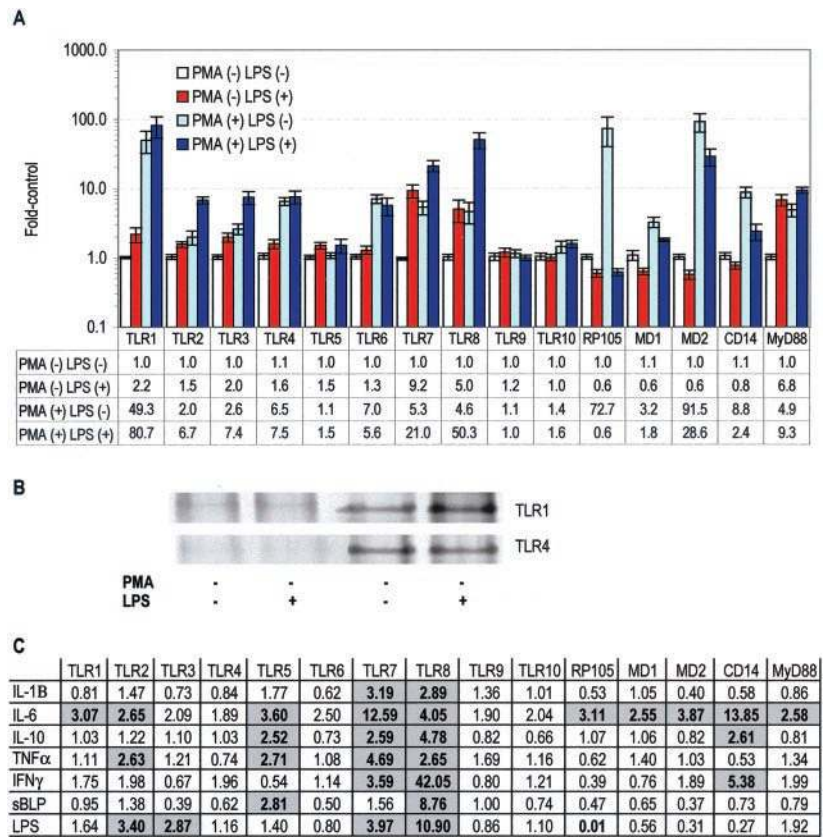 A
1000.0
100.0
10.0
1.0
0.1
Fold-control
PMA (-) LPS (-)
PMA (-) LPS (+)
PMA (+) LPS (-)
PMA (+) LPS (+)
TLR1 TLR2 TLR3 TLR4 TLR5 TLR6 TLR7 TLR8 TLR9 TLR10 RP105 MD1 MD2 CD14 MyD88
PMA (-) LPS (-) 1.0 1.0 1.0 1.1 1.0 1.0 1.0 1.0 1.0 1.0 1.0 1.1 1.0 1.1 1.0
PMA (-) LPS (+) 2.2 1.5 2.0 1.6 1.5 1.3 9.2 5.0 1.2 1.0 0.6 0.6 0.6 0.8 6.8
PMA (+) LPS (-) 49.3 2.0 2.6 6.5 1.1 7.0 5.3 4.6 1.1 1.4 72.7 3.2 91.5 8.8 4.9
PMA (+) LPS (+) 80.7 6.7 7.4 7.5 1.5 5.6 21.0 50.3 1.0 1.6 0.6 1.8 28.6 2.4 9.3
B
TLR1
TLR4
PMA - - - -
LPS - + - +
C
TLR1 TLR2 TLR3 TLR4 TLR5 TLR6 TLR7 TLR8 TLR9 TLR10 RP105 MD1 MD2 CD14 MyD88
IL-1B 0.81 1.47 0.73 0.84 1.77 0.62 3.19 2.89 1.36 1.01 0.53 1.05 0.40 0.58 0.86
IL-6 3.07 2.65 2.09 1.89 3.60 2.50 12.59 4.05 1.90 2.04 3.11 2.55 3.87 13.85 2.58
IL-10 1.03 1.22 1.10 1.03 2.52 0.73 2.59 4.78 0.82 0.66 1.07 1.06 0.82 2.61 0.81
TNFα 1.11 2.63 1.21 0.74 2.71 1.08 4.69 2.65 1.69 1.16 0.62 1.40 1.03 0.53 1.34
IFNγ 1.75 1.98 0.67 1.96 0.54 1.14 3.59 42.05 0.80 1.21 0.39 0.76 1.89 5.38 1.99
sBLP 0.95 1.38 0.39 0.62 2.81 0.50 1.56 8.76 1.00 0.74 0.47 0.65 0.37 0.73 0.79
LPS 1.64 3.40 2.87 1.16 1.40 0.80 3.97 10.90 0.86 1.10 0.01 0.56 0.31 0.27 1.92